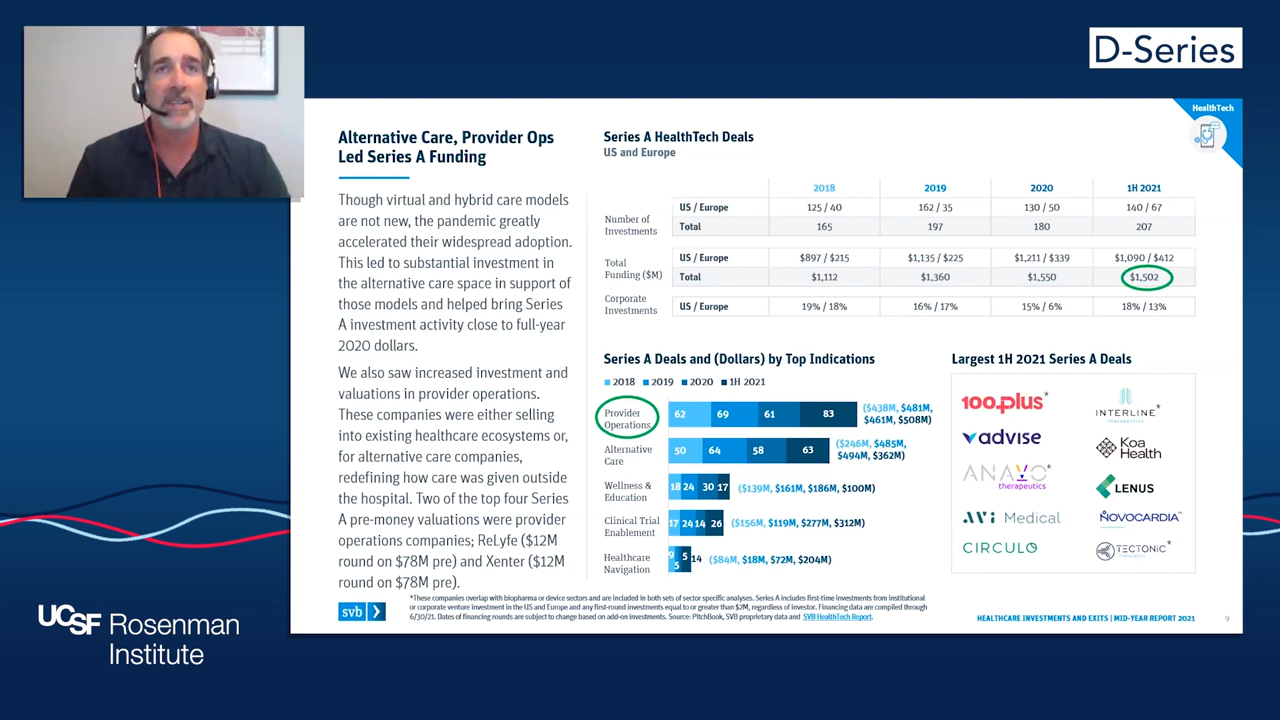 D-Series
HealthTech
Alternative Care, Provider Ops
Led Series A Funding
Though virtual and hybrid care models
are not new, the pandemic greatly
accelerated their widespread adoption.
This led to substantial investment in
the alternative care space in support of
those models and helped bring Series
A investment activity close to full-year
2020 dollars.
We also saw increased investment and
valuations in provider operations.
These companies were either selling
into existing healthcare ecosystems or,
for alternative care companies,
redefining how care was given outside
the hospital. Two of the top four Series
A pre-money valuations were provider
operations companies; ReLyfe ($12M
round on $78M pre) and Xenter ($12M
round on $78M pre).
Series A HealthTech Deals
US and Europe
2018 2019 2020 1H 2021
Number of
Investments
US / Europe 125 / 40 162 / 35 130 / 50 140 / 67
Total 165 197 180 207
Total
Funding ($M)
US / Europe $897 / $215 $1,135 / $225 $1,211 / $339 $1,090 / $412
Total $1,112 $1,360 $1,550 $1,502
Corporate
Investments
US / Europe 19% / 18% 16% / 17% 15% / 6% 18% / 13%
Series A Deals and (Dollars) by Top Indications
2018 2019 2020 1H 2021
Provider
Operations
62 69 61 83
($438M, $481M,
$461M, $508M)
Alternative
Care
50 64 58 63
($246M, $485M,
$494M, $362M)
Wellness &
Education
18 24 30 17
($139M, $161M, $186M, $100M)
Clinical Trial
Enablement
17 24 14 26
($156M, $119M, $277M, $312M)
Healthcare
Navigation
9 5 5 14
($84M, $18M, $72M, $204M)
Largest 1H 2021 Series A Deals
100plus*
INTERLINE*
THERAPEUTICS
advise
Koa
Health
ANAVO*
therapeutics
LENUS
AVi Medical
NOVOCARDIA™
CIRCULO
TECTONIC*
svb
*These companies overlap with biopharma or device sectors and are included in both sets of sector specific analyses. Series A includes first-time investments from institutional
or corporate venture investment in the US and Europe and any first-round investments equal to or greater than $2M, regardless of investor. Financing data are compiled through
6/30/21. Dates of financing rounds are subject to change based on add-on investments. Source: PitchBook, SVB proprietary data and SVB HealthTech Report.
HEALTHCARE INVESTMENTS AND EXITS | MID-YEAR REPORT 2021 9
UCSF Rosenman
Institute